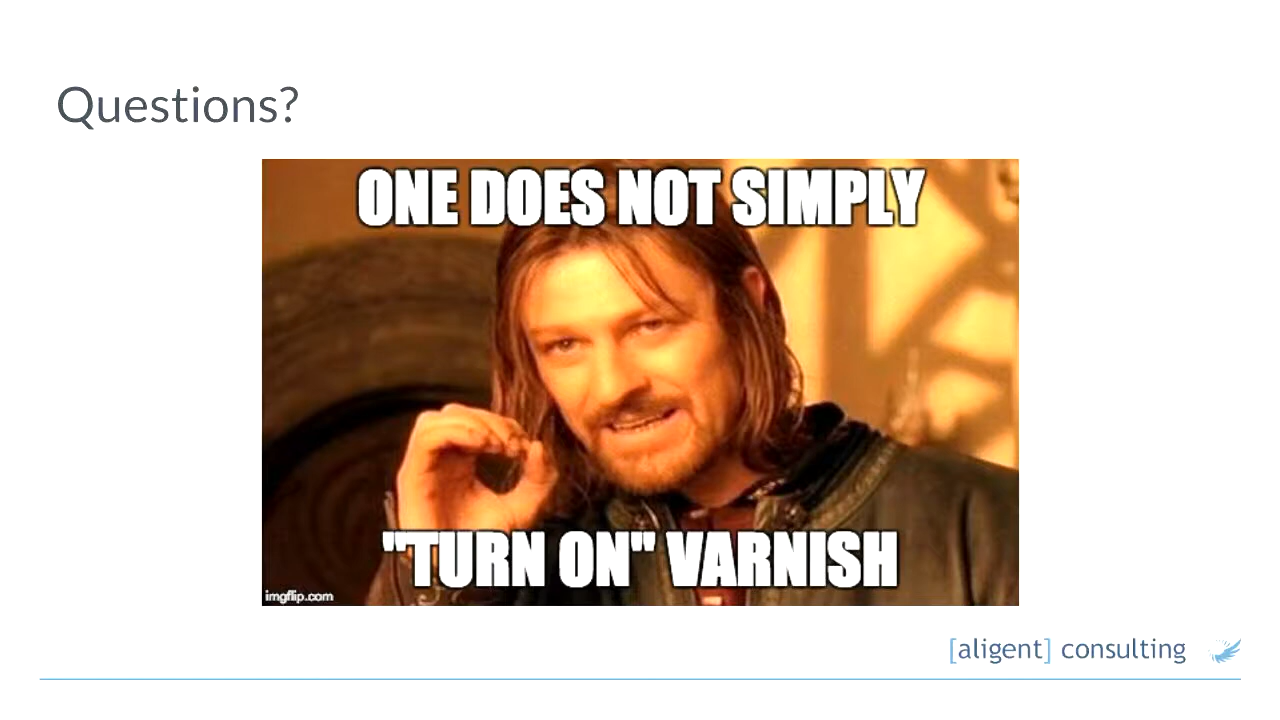 Questions?
ONE DOES NOT SIMPLY
"TURN ON" VARNISH
imgflip.com
[aligent] consulting